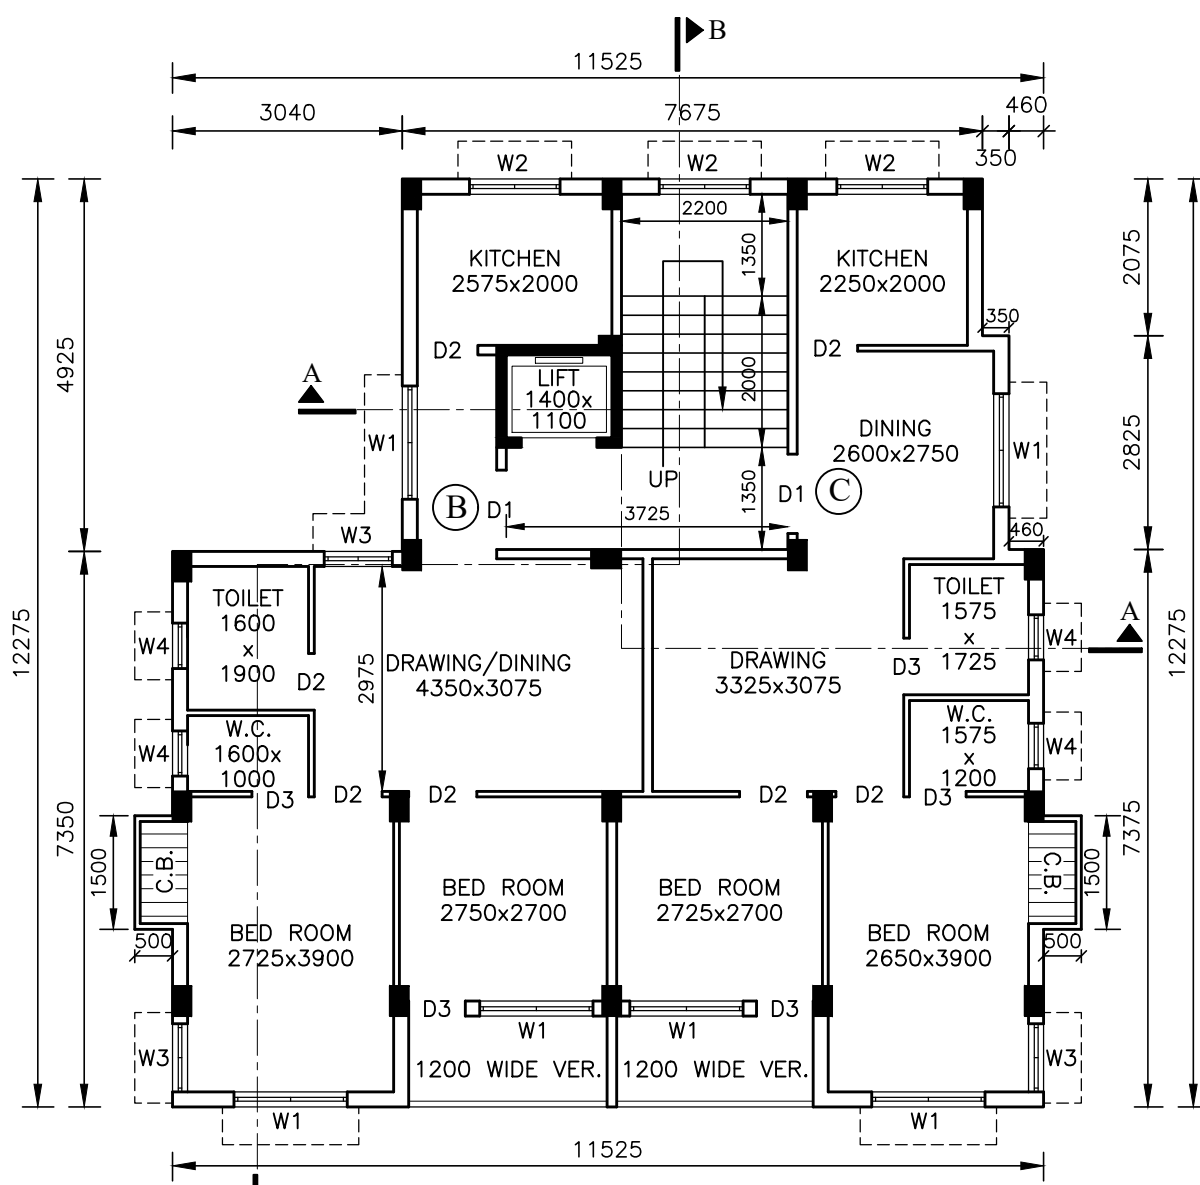 B
11525
3040
7675
460
350
W2
W2
W2
2200
1350
KITCHEN
2575x2000
KITCHEN
2250x2000
2075
350
4925
D2
D2
A
LIFT
1400x
1100
2000
W1
DINING
2600x2750
W1
2825
UP
1350
B
D1
D1
C
3725
W3
460
12275
12275
TOILET
1600
x
1900
TOILET
1575
x
1725
A
W4
W4
D2
2975
DRAWING/DINING
4350x3075
DRAWING
3325x3075
D3
W4
W.C.
1600x
1000
W.C.
1575
x
1200
W4
D3
D2
D2
D2
D2
D3
7350
7375
1500
C.B.
C.B.
1500
BED ROOM
2750x2700
BED ROOM
2725x2700
500
BED ROOM
2725x3900
BED ROOM
2650x3900
500
D3
D3
W1
W1
W3
W3
1200 WIDE VER.
1200 WIDE VER.
W1
W1
11525